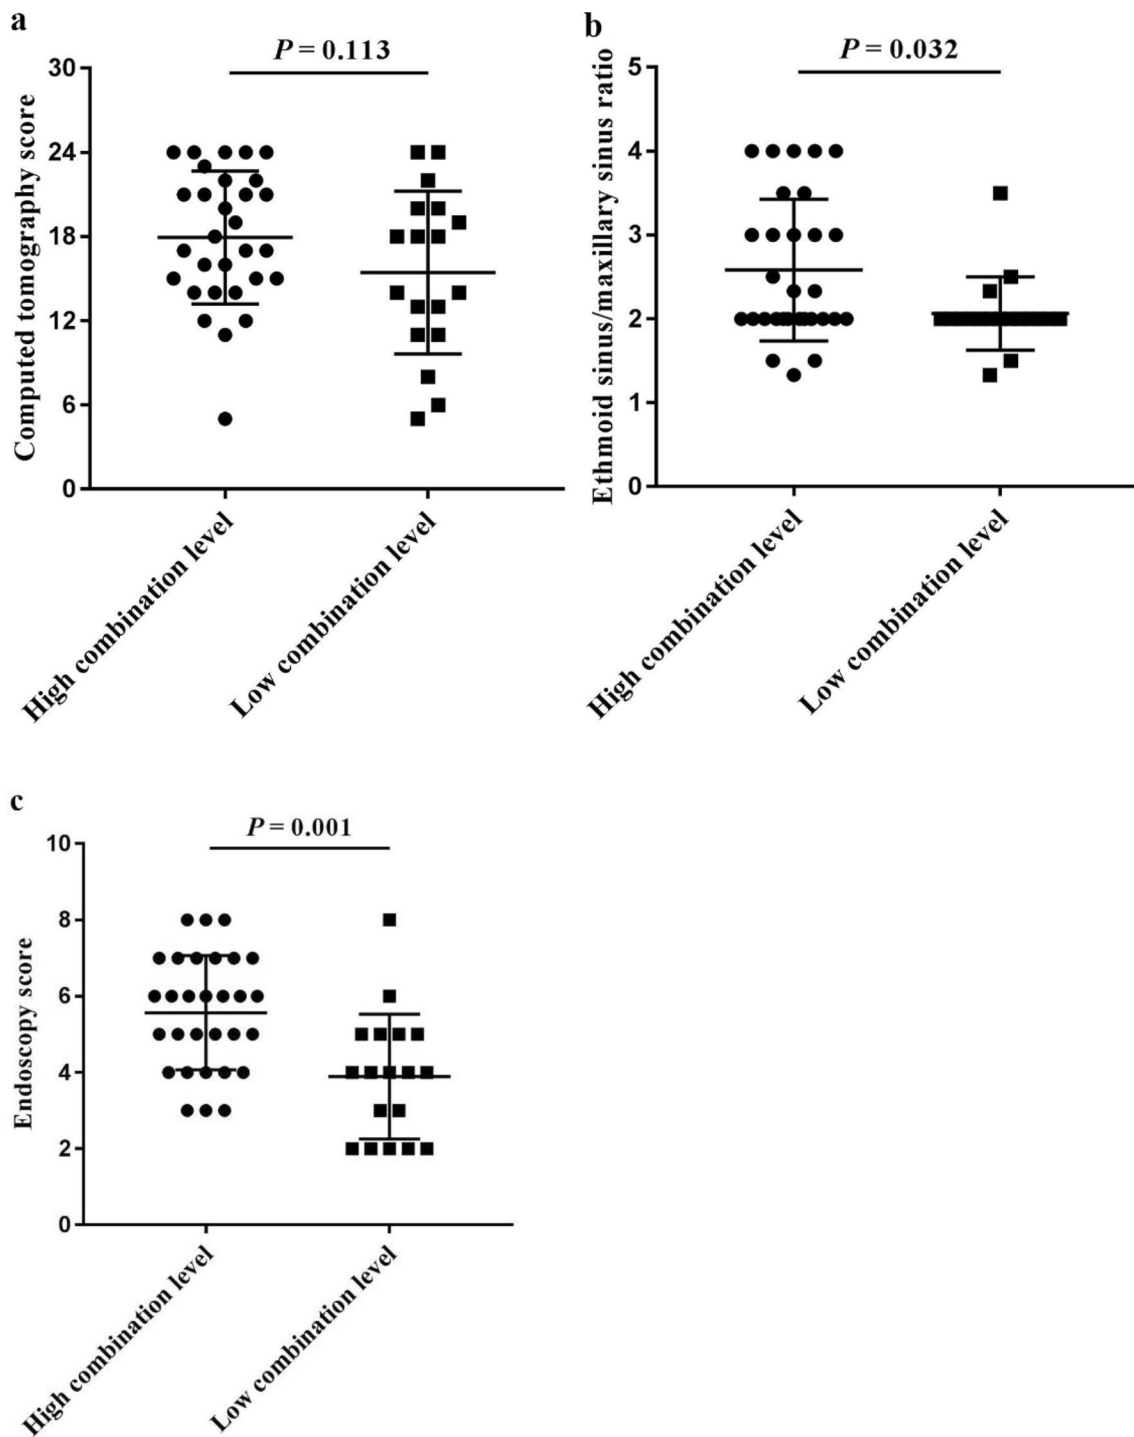 a
P = 0.113
Computed tomography score
30
24
18
12
6
0
High combination level
Low combination level
b
P = 0.032
Ethmoid sinus/maxillary sinus ratio
5
4
3
2
1
0
High combination level
Low combination level
c
P = 0.001
Endoscopy score
10
8
6
4
2
0
High combination level
Low combination level